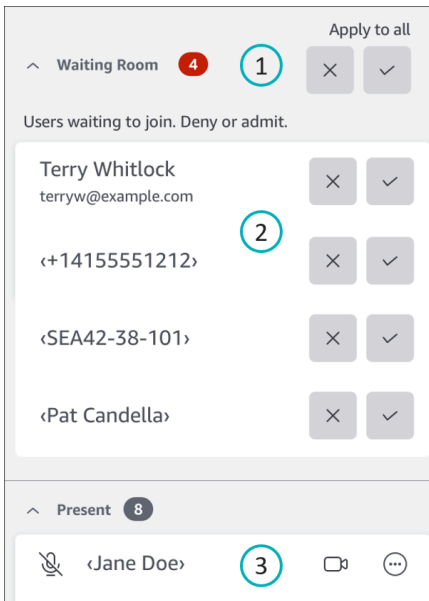 Apply to all
Waiting Room 4 1
Users waiting to join. Deny or admit.
Terry Whitlock
terryw@example.com
2
‹+14155551212›
‹SEA42-38-101›
‹Pat Candella›
Present 8
‹Jane Doe› 3